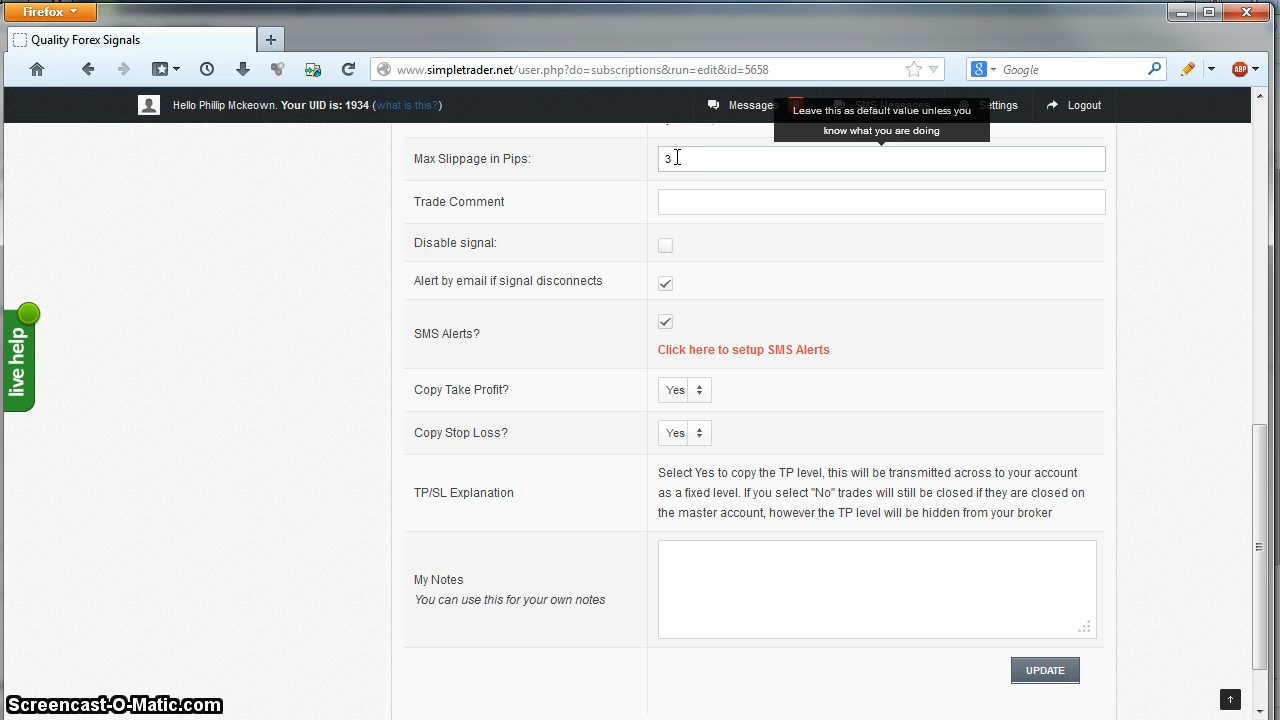 Firefox
Quality Forex Signals
www.simpletrader.net/user.php?do=subscriptions&run=edit&id=5658
Google
ABP
Hello Phillip Mckeown. Your UID is: 1934 (what is this?)
Messages
Settings
Logout
Leave this as default value unless you
know what you are doing
Max Slippage in Pips:
3
Trade Comment
Disable signal:
Alert by email if signal disconnects
SMS Alerts?
Click here to setup SMS Alerts
live help
Copy Take Profit?
Yes
Copy Stop Loss?
Yes
TP/SL Explanation
Select Yes to copy the TP level, this will be transmitted across to your account
as a fixed level. If you select "No" trades will still be closed if they are closed on
the master account, however the TP level will be hidden from your broker
My Notes
You can use this for your own notes
UPDATE
Screencast-O-Matic.com